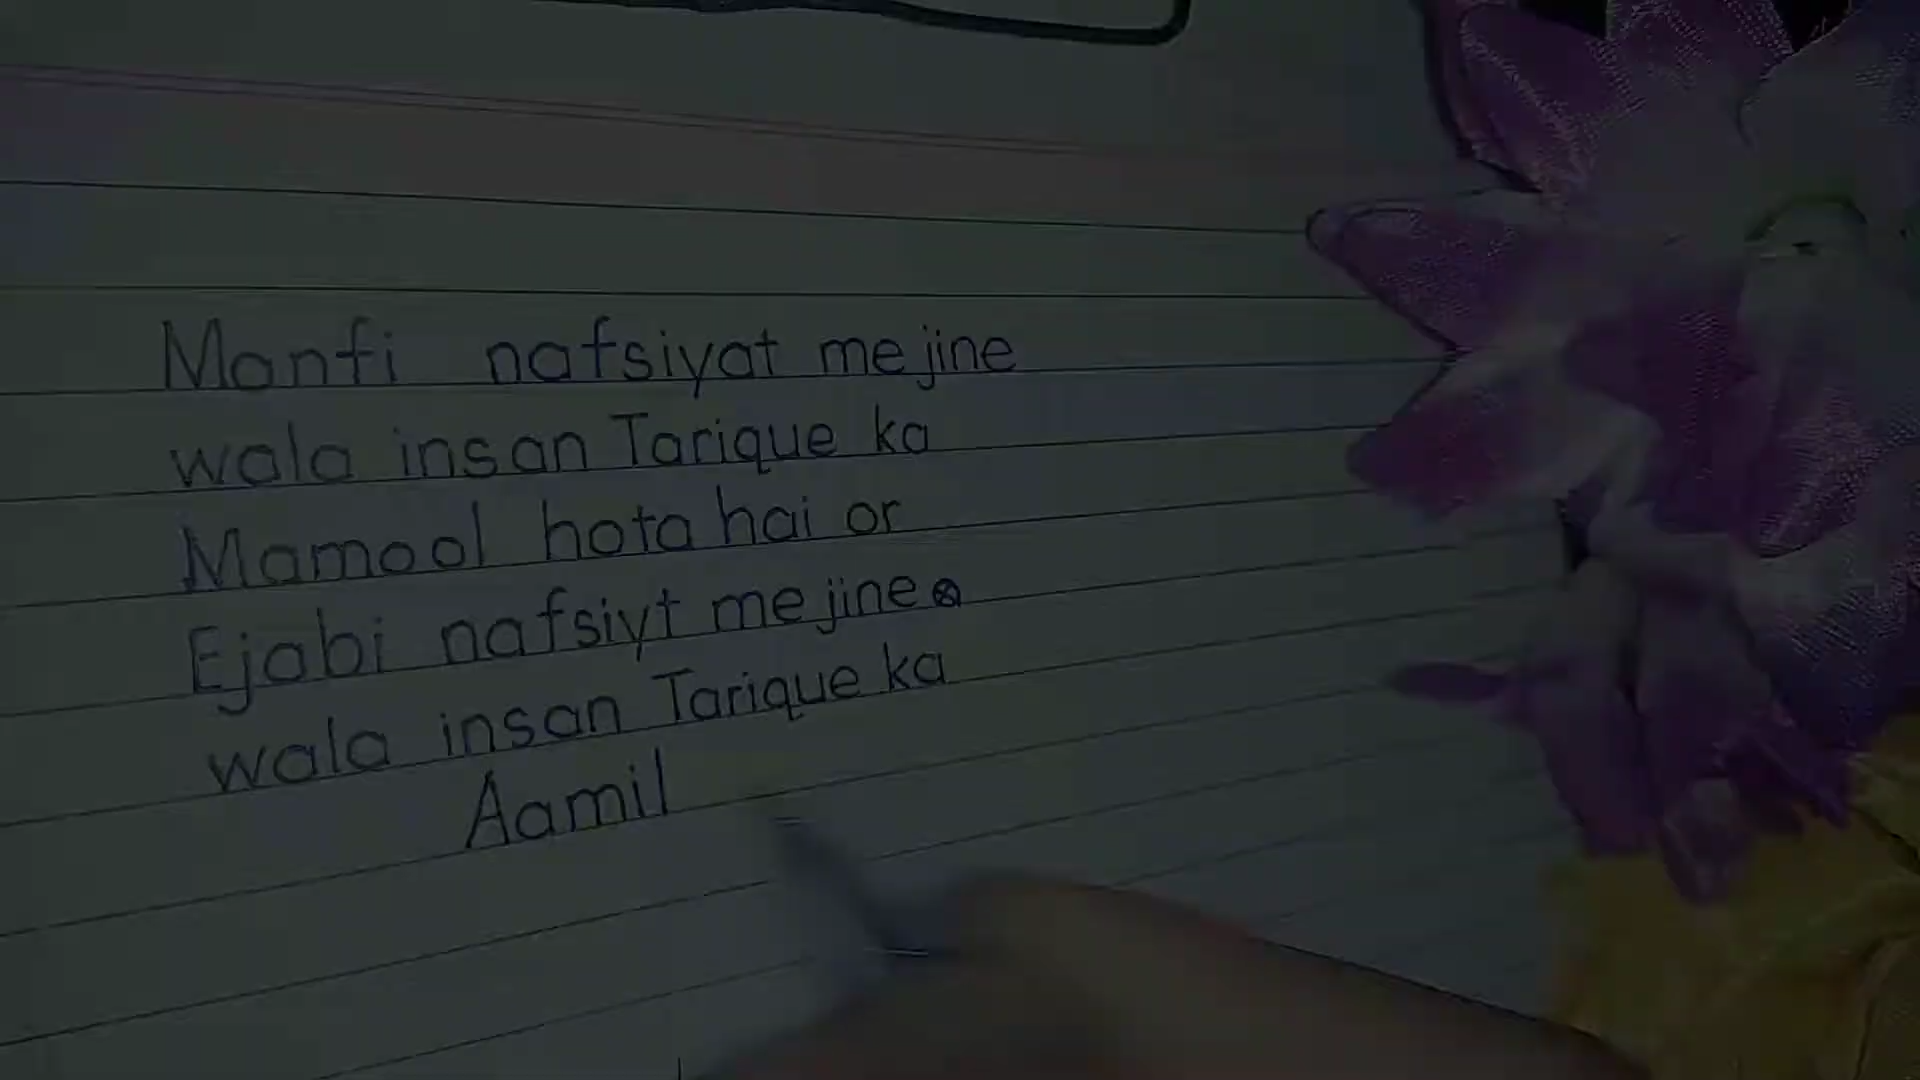 Manfi nafsiyat me jine
wala insan Tarique ka
Mamool hota hai or
Ejabi nafsiyt me jine
wala insan Tarique ka
Aamil